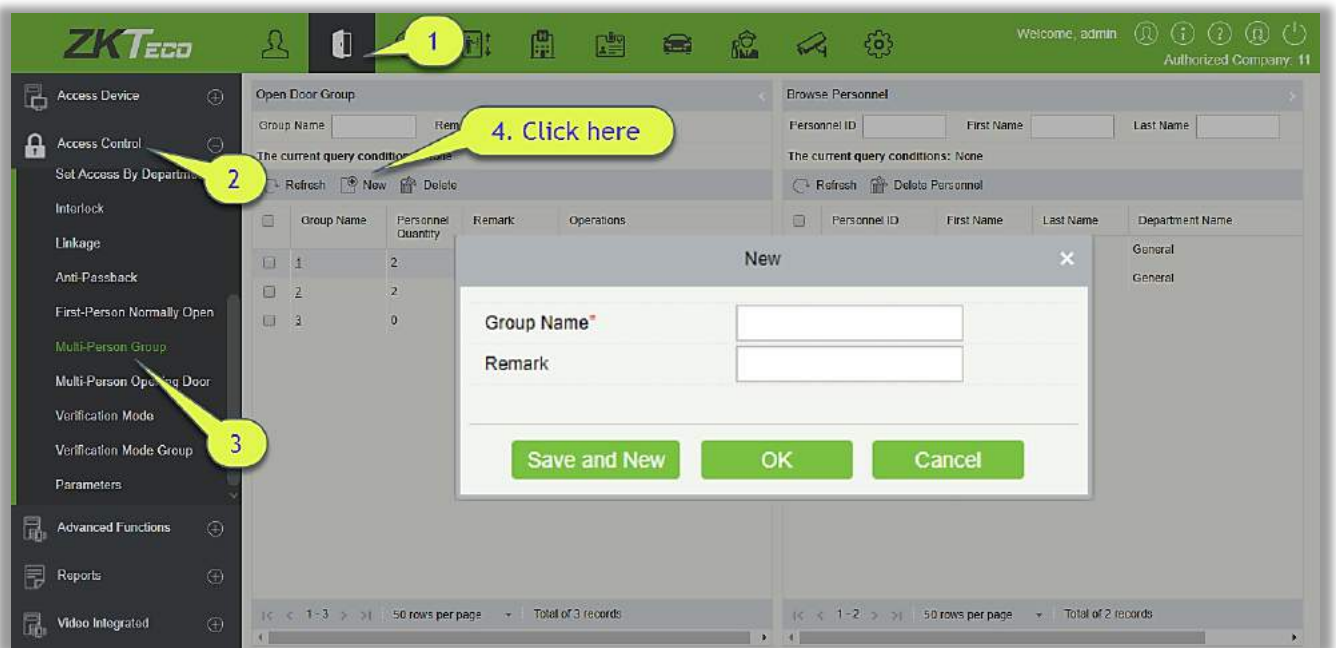 ZKTECO
1
Welcome, admin
Authorized Company: 11
Access Device
Access Control
2
Set Access By Departm
Interlock
Linkage
Anti-Passback
First-Person Normally Open
Multi-Person Group
Multi-Person Opening Door
Verification Mode
Verification Mode Group
3
Parameters
Advanced Functions
Reports
Video Integrated
Open Door Group
Group Name Rem
4. Click here
The current query conditions: None
Refresh New Delete
Group Name Personnel Quantity Remark Operations
1 2
2 2
3 0
1-3 50 rows per page Total of 3 records
Browse Personnel
Personnel ID First Name Last Name
The current query conditions: None
Refresh Delete Personnel
Personnel ID First Name Last Name Department Name
General
General
1-2 50 rows per page Total of 2 records
New
Group Name*
Remark
Save and New OK Cancel